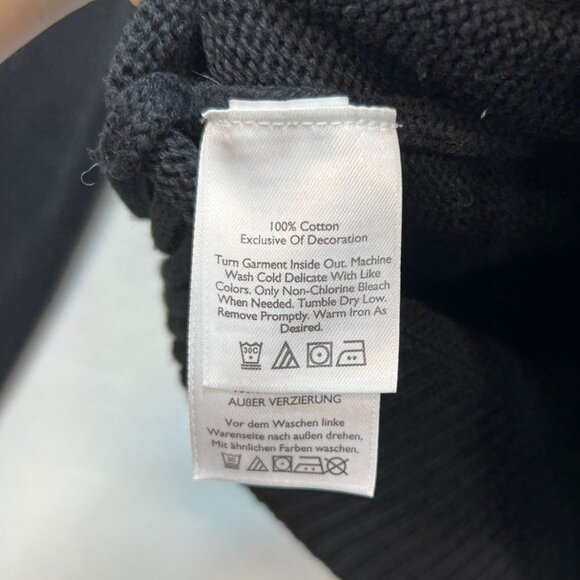 100% Cotton
Exclusive Of Decoration
Turn Garment Inside Out. Machine
Wash Cold Delicate With Like
Colors. Only Non-Chlorine Bleach
When Needed. Tumble Dry Low.
Remove Promptly. Warm Iron As
Desired.
30C
AUßER VERZIERUNG
Vor dem Waschen linke
Warenseite nach außen drehen.
Mit ähnlichen Farben waschen.
30